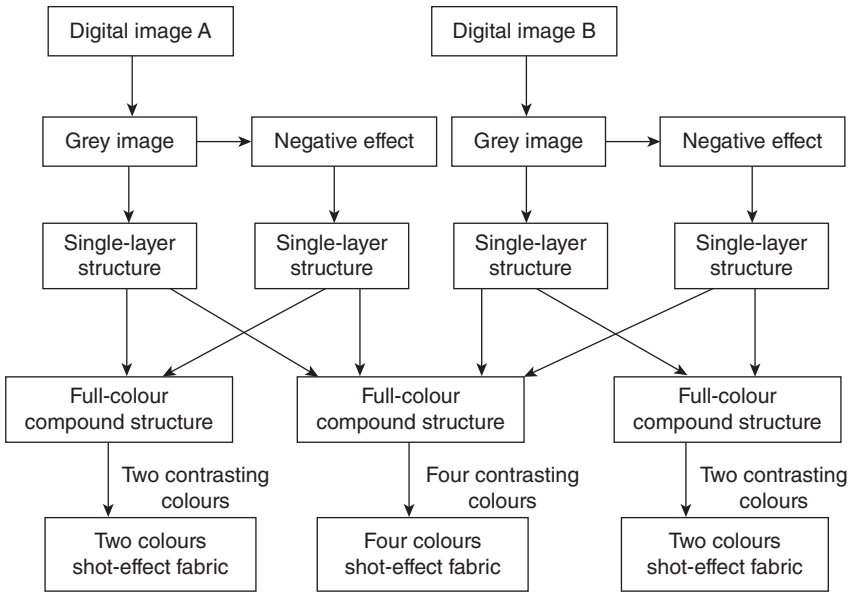 Digital image A
Digital image B
Grey image
Negative effect
Grey image
Negative effect
Single-layer
structure
Single-layer
structure
Single-layer
structure
Single-layer
structure
Full-colour
compound structure
Full-colour
compound structure
Full-colour
compound structure
Two contrasting
colours
Four contrasting
colours
Two contrasting
colours
Two colours
shot-effect fabric
Four colours
shot-effect fabric
Two colours
shot-effect fabric